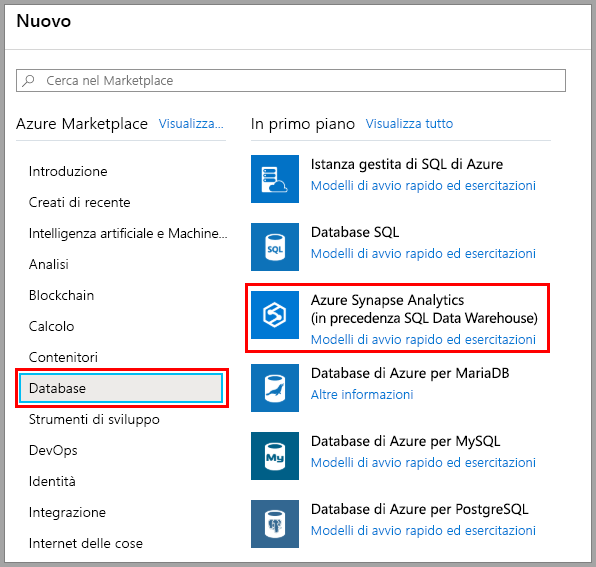 Nuovo
Cerca nel Marketplace
Azure Marketplace Visualizza...
Introduzione
Creati di recente
Intelligenza artificiale e Machine...
Analisi
Blockchain
Calcolo
Contenitori
Database
Strumenti di sviluppo
DevOps
Identità
Integrazione
Internet delle cose
In primo piano Visualizza tutto
Istanza gestita di SQL di Azure
Modelli di avvio rapido ed esercitazioni
SQL
Database SQL
Modelli di avvio rapido ed esercitazioni
Azure Synapse Analytics
(in precedenza SQL Data Warehouse)
Modelli di avvio rapido ed esercitazioni
Database di Azure per MariaDB
Altre informazioni
My
Database di Azure per MySQL
Modelli di avvio rapido ed esercitazioni
Database di Azure per PostgreSQL
Modelli di avvio rapido ed esercitazioni